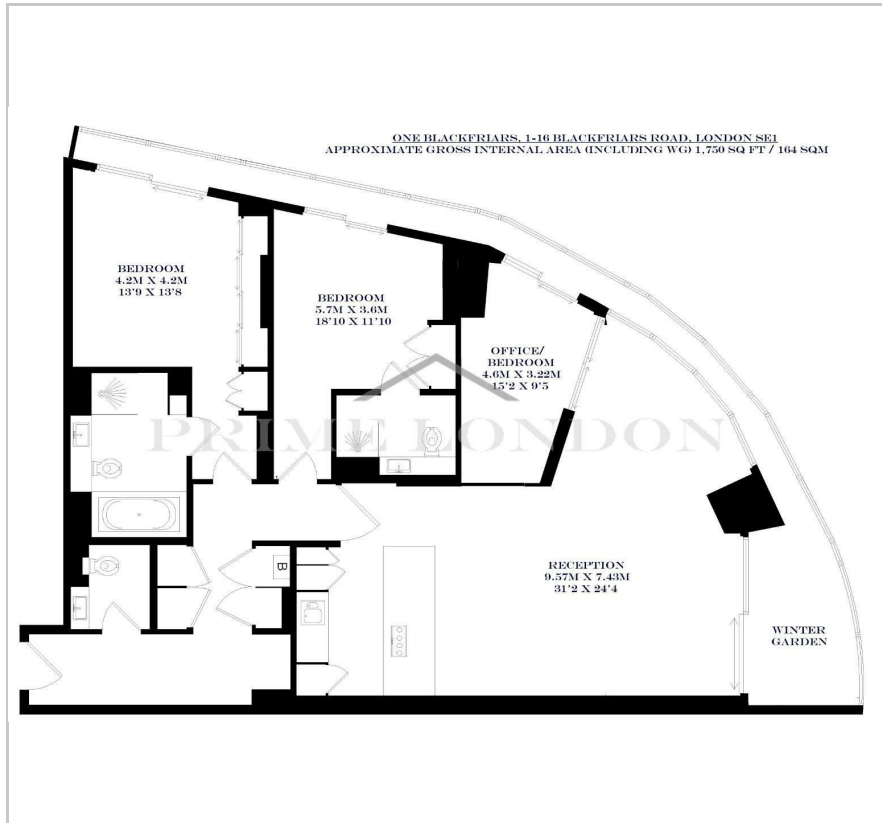 ONE BLACKFRIARS, 1-16 BLACKFRIARS ROAD, LONDON SE1
APPROXIMATE GROSS INTERNAL AREA (INCLUDING WG) 1,750 SQ FT / 164 SQM
BEDROOM
4.2M X 4.2M
13'9 X 13'8
BEDROOM
5.7M X 3.6M
18'10 X 11'10
OFFICE/
BEDROOM
4.6M X 3.22M
15'2 X 9'5
PRIME LONDON
RECEPTION
9.57M X 7.43M
31'2 X 24'4
B
WINTER
GARDEN